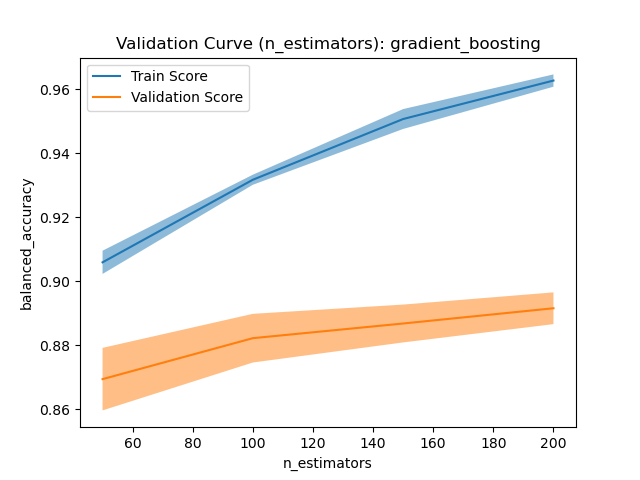 Validation Curve (n_estimators): gradient_boosting
Train Score
Validation Score
balanced_accuracy
0.96
0.94
0.92
0.90
0.88
0.86
60 80 100 120 140 160 180 200
n_estimators